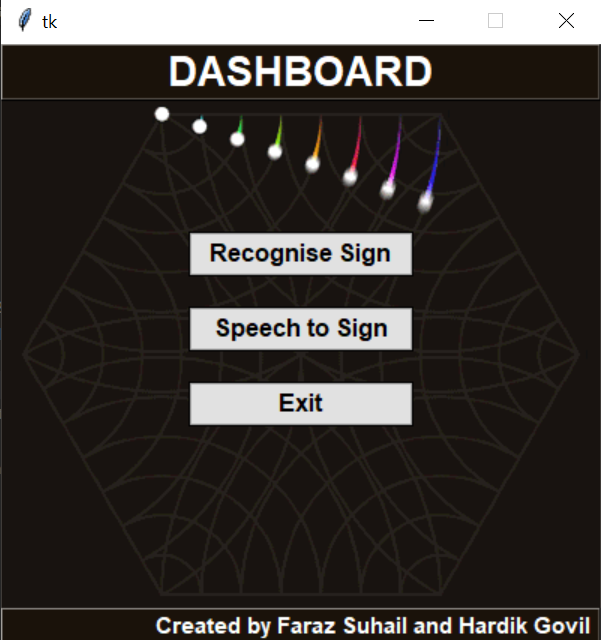 tk
DASHBOARD
Recognise Sign
Speech to Sign
Exit
Created by Faraz Suhail and Hardik Govil